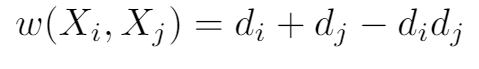 w(X_i, X_j) = d_i + d_j − d_i d_j